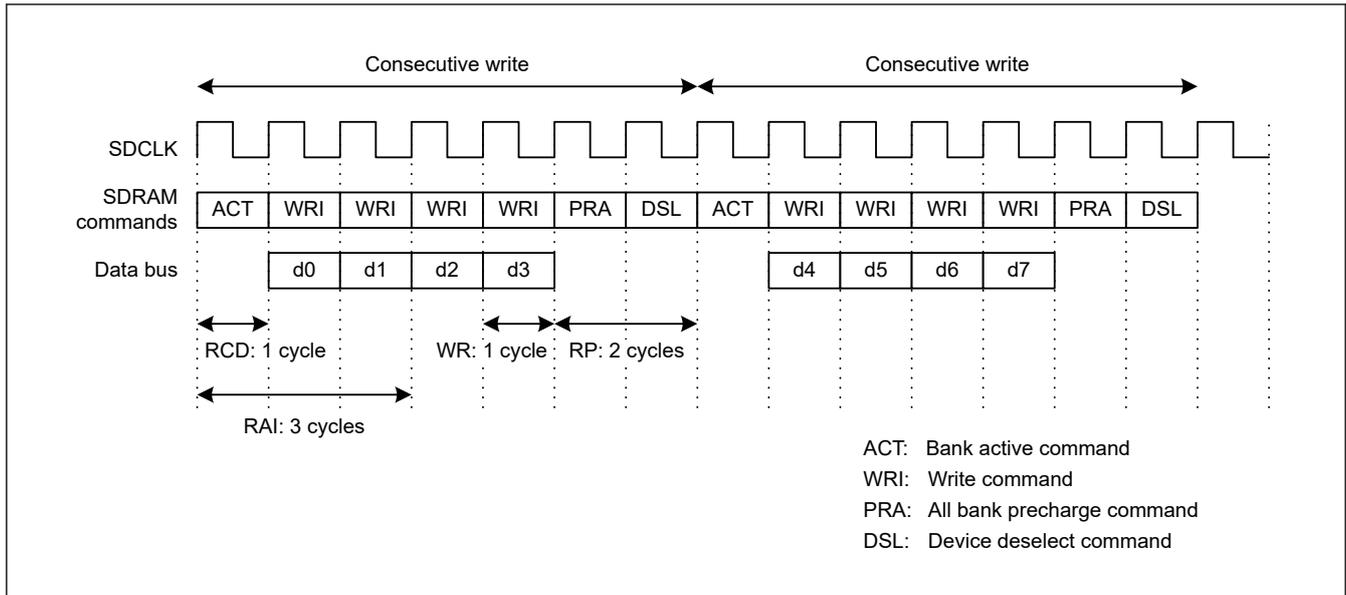 Consecutive write Consecutive write
SDCLK
SDRAM
commands
ACT WRI WRI WRI WRI PRA DSL ACT WRI WRI WRI WRI PRA DSL
Data bus d0 d1 d2 d3 d4 d5 d6 d7
RCD: 1 cycle WR: 1 cycle RP: 2 cycles
RAI: 3 cycles
ACT: Bank active command
WRI: Write command
PRA: All bank precharge command
DSL: Device deselect command